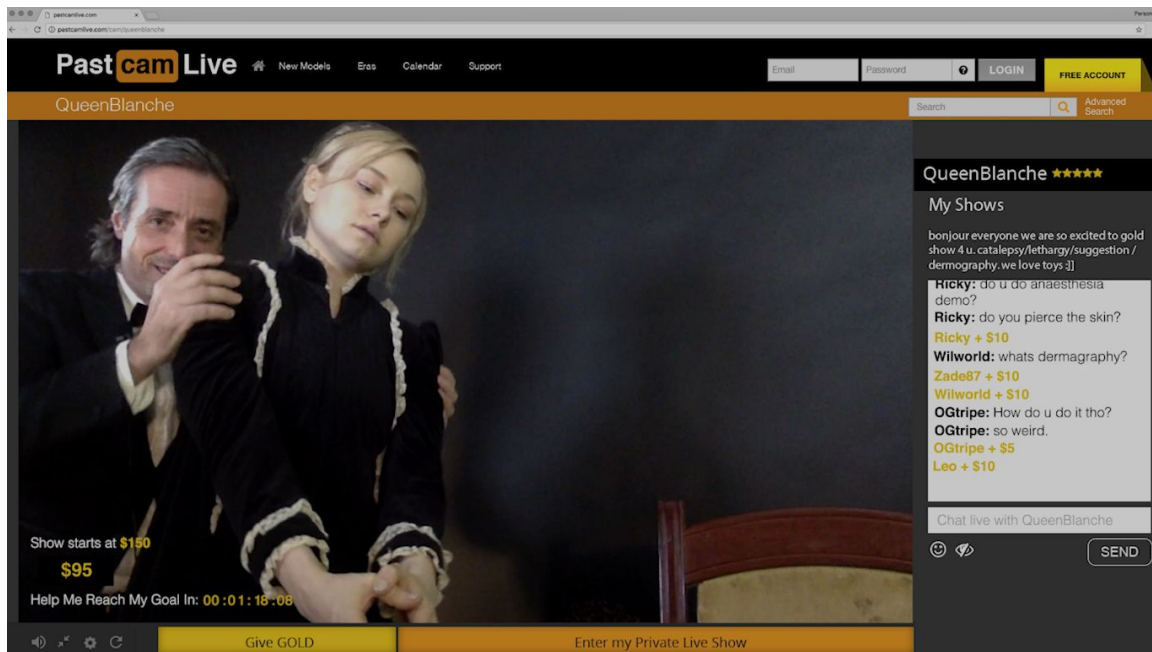 pastcamlive.com
Person
pastcamlive.com/cam/queenblanche
Past cam Live
New Models
Eras
Calendar
Support
Email
Password
LOGIN
FREE ACCOUNT
QueenBlanche
Search
Advanced
Search
QueenBlanche ★★★★★
My Shows
bonjour everyone we are so excited to gold
show 4 u. catalepsy/lethargy/suggestion /
dermography. we love toys :]]
Ricky: do u do anaesthesia
demo?
Ricky: do you pierce the skin?
Ricky + $10
Wilworld: whats dermagraphy?
Zade87 + $10
Wilworld + $10
OGtripe: How do u do it tho?
OGtripe: so weird.
OGtripe + $5
Leo + $10
Chat live with QueenBlanche
SEND
Show starts at $150
$95
Help Me Reach My Goal In: 00:01:18:08
Give GOLD
Enter my Private Live Show